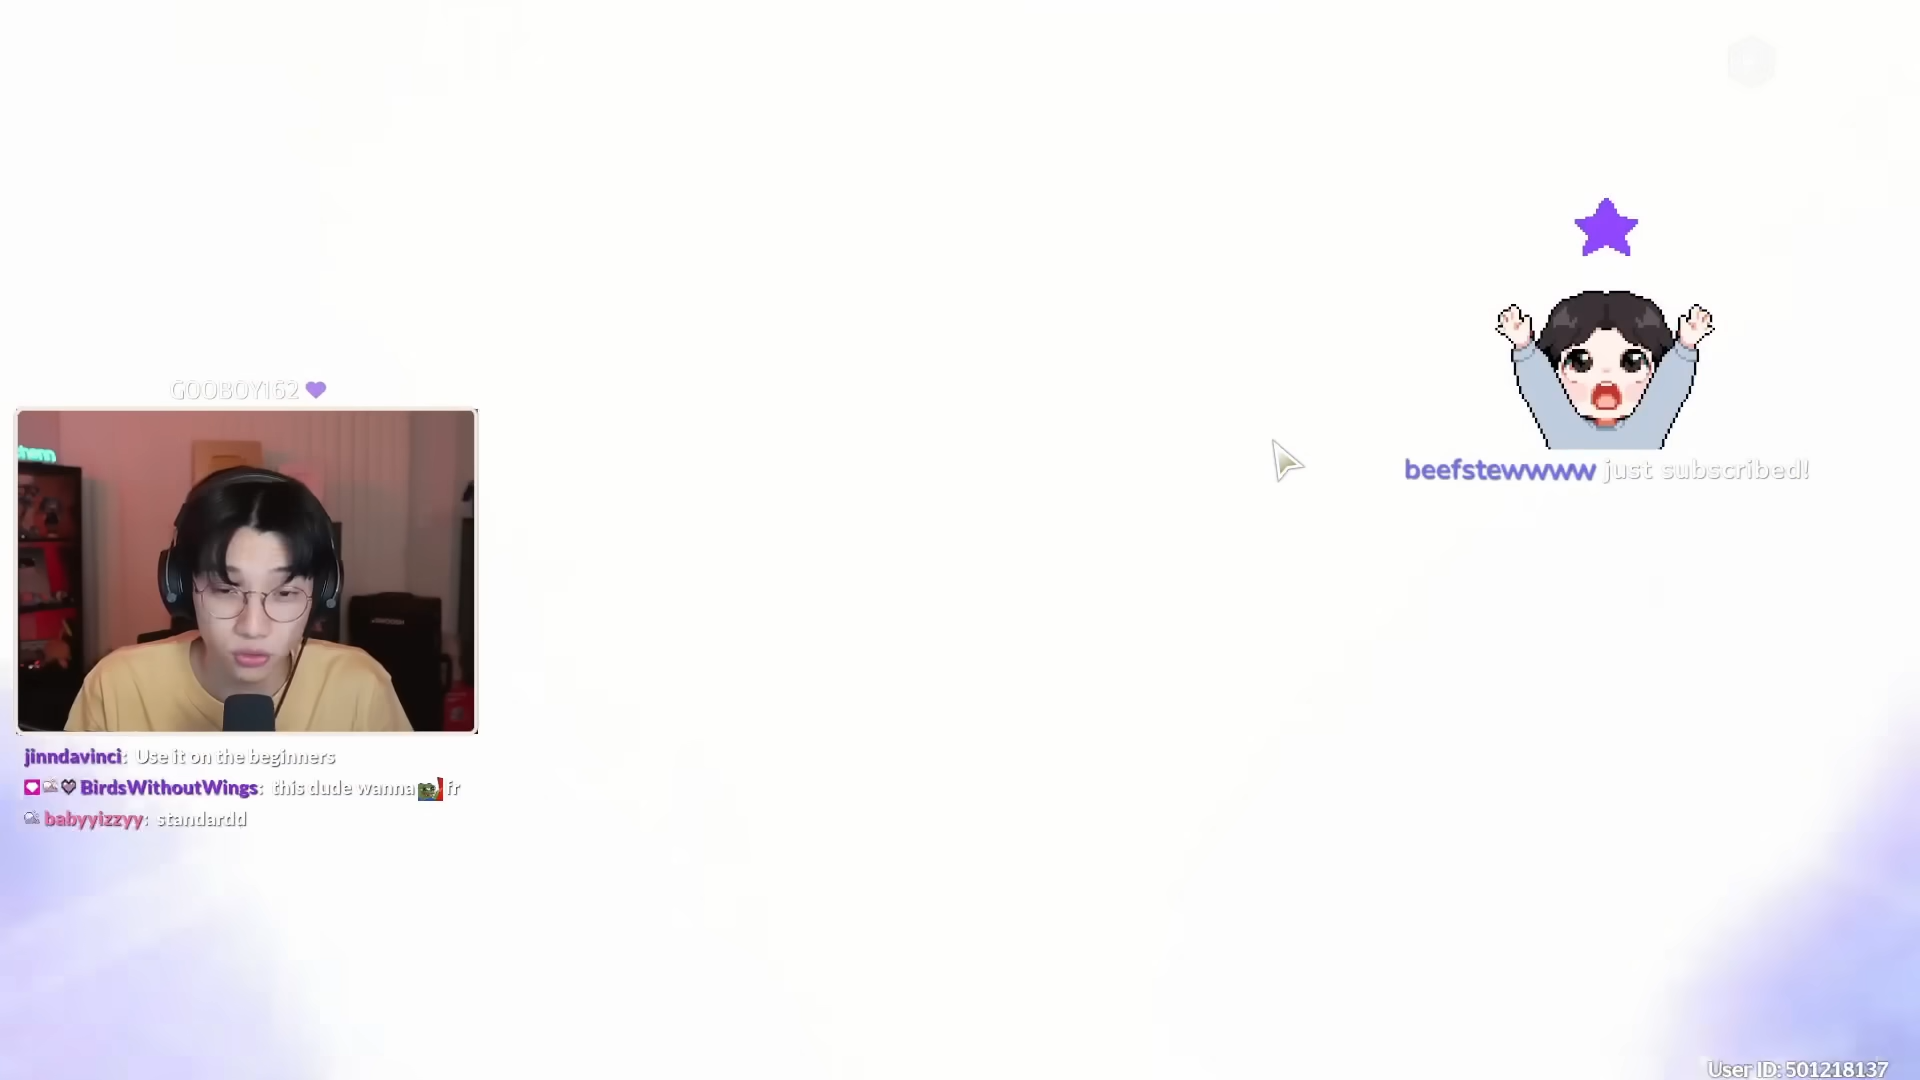 GOOBOY162
beefstewwww just subscribed!
jinndavinci: Use it on the beginners
BirdsWithoutWings: this dude wanna fr
babyyizzyy: standardd
User ID: 501218137